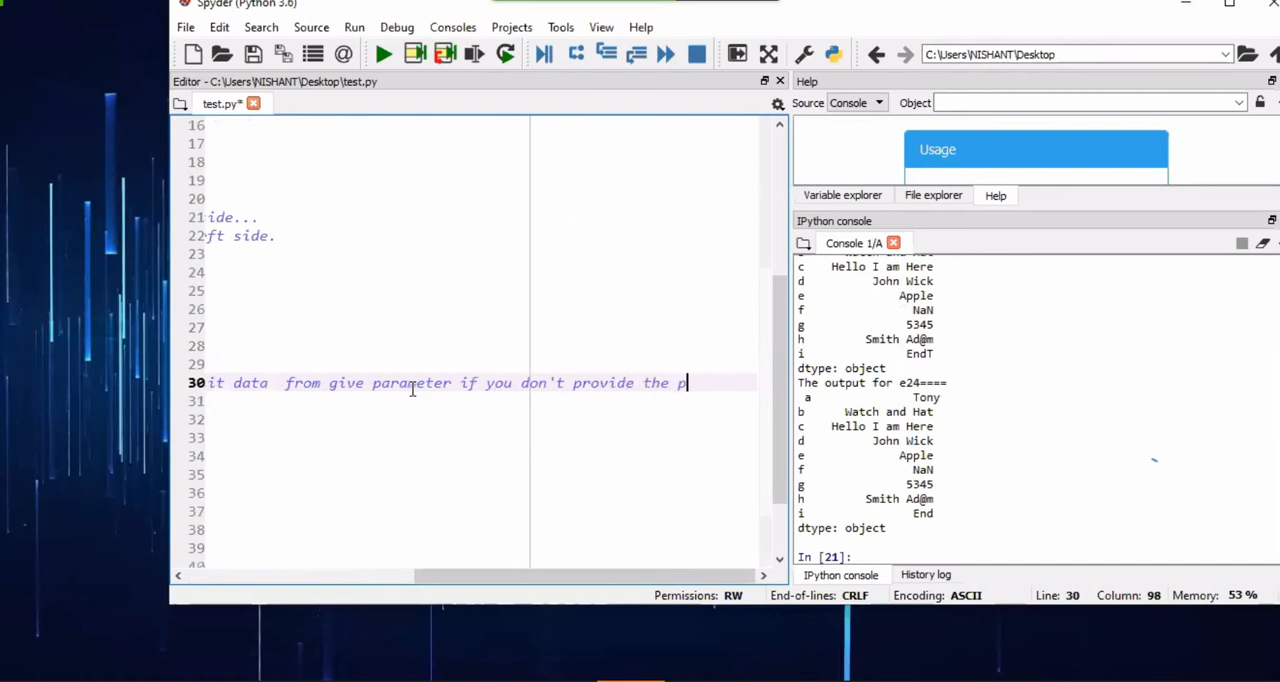 Spyder (Python 3.6)
File Edit Search Source Run Debug Consoles Projects Tools View Help
C:\Users\NISHANT\Desktop
Editor - C:\Users\NISHANT\Desktop\test.py
Help
test.py*
Source Console Object
Usage
Variable explorer File explorer Help
IPython console
Console 1/A
16
17
18
19
20
21 ide...
22 ft side.
23
24
25
26
27
28
29
30 it data  from give parameter if you don't provide the p
31
32
33
34
35
36
37
38
39
40
c Hello I am Here
d John Wick
e Apple
f NaN
g 5345
h Smith Ad@m
i EndT
dtype: object
The output for e24====
a Tony
b Watch and Hat
c Hello I am Here
d John Wick
e Apple
f NaN
g 5345
h Smith Ad@m
i End
dtype: object
In [21]:
IPython console History log
Permissions: RW End-of-lines: CRLF Encoding: ASCII Line: 30 Column: 98 Memory: 53 %